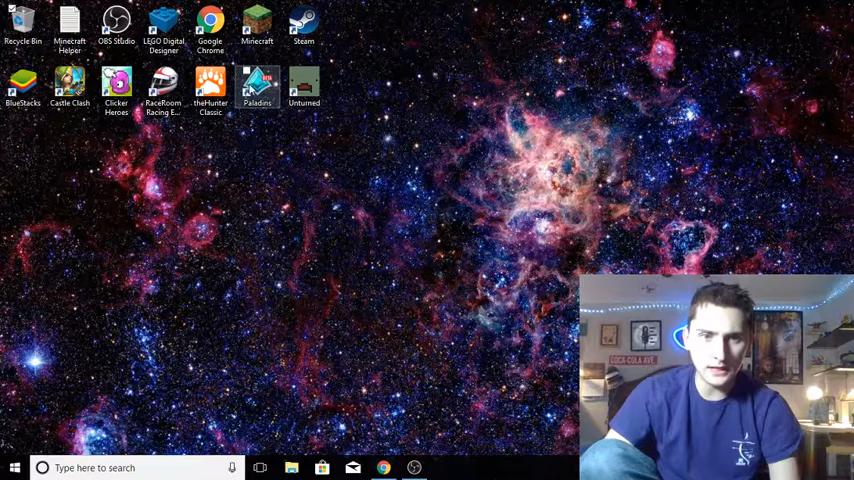 Recycle Bin
Minecraft
Helper
OBS Studio
LEGO Digital
Designer
Google
Chrome
Minecraft
Steam
BlueStacks
Castle Clash
Clicker
Heroes
RaceRoom
Racing E...
theHunter
Classic
BETA
Paladins
Unturned
COCA-COLA AVE.
Type here to search